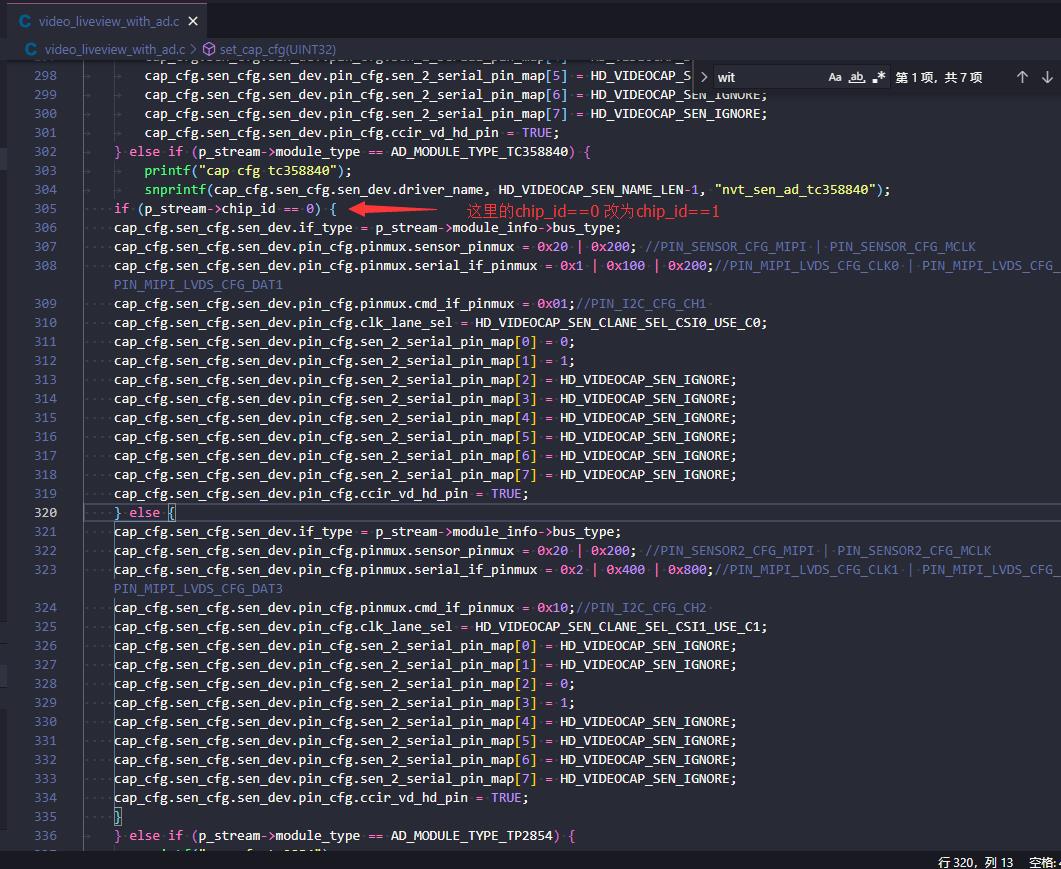 video_liveview_with_ad.c
video_liveview_with_ad.c > set_cap_cfg(UINT32)
wit Aa ab .* 第 1 项，共 7 项
298 cap_cfg.sen_cfg.sen_dev.pin_cfg.sen_2_serial_pin_map[5] = HD_VIDEOCAP_S
299 cap_cfg.sen_cfg.sen_dev.pin_cfg.sen_2_serial_pin_map[6] = HD_VIDEOCAP_SEN_IGNORE;
300 cap_cfg.sen_cfg.sen_dev.pin_cfg.sen_2_serial_pin_map[7] = HD_VIDEOCAP_SEN_IGNORE;
301 cap_cfg.sen_cfg.sen_dev.pin_cfg.ccir_vd_hd_pin = TRUE;
302 } else if (p_stream->module_type == AD_MODULE_TYPE_TC358840) {
303 printf("cap cfg tc358840");
304 snprintf(cap_cfg.sen_cfg.sen_dev.driver_name, HD_VIDEOCAP_SEN_NAME_LEN-1, "nvt_sen_ad_tc358840");
305 if (p_stream->chip_id == 0) { 这里的chip_id==0 改为chip_id==1
306 cap_cfg.sen_cfg.sen_dev.if_type = p_stream->module_info->bus_type;
307 cap_cfg.sen_cfg.sen_dev.pin_cfg.pinmux.sensor_pinmux = 0x20 | 0x200; //PIN_SENSOR_CFG_MIPI | PIN_SENSOR_CFG_MCLK
308 cap_cfg.sen_cfg.sen_dev.pin_cfg.pinmux.serial_if_pinmux = 0x1 | 0x100 | 0x200;//PIN_MIPI_LVDS_CFG_CLK0 | PIN_MIPI_LVDS_CFG_
PIN_MIPI_LVDS_CFG_DAT1
309 cap_cfg.sen_cfg.sen_dev.pin_cfg.pinmux.cmd_if_pinmux = 0x01;//PIN_I2C_CFG_CH1
310 cap_cfg.sen_cfg.sen_dev.pin_cfg.clk_lane_sel = HD_VIDEOCAP_SEN_CLANE_SEL_CSI0_USE_C0;
311 cap_cfg.sen_cfg.sen_dev.pin_cfg.sen_2_serial_pin_map[0] = 0;
312 cap_cfg.sen_cfg.sen_dev.pin_cfg.sen_2_serial_pin_map[1] = 1;
313 cap_cfg.sen_cfg.sen_dev.pin_cfg.sen_2_serial_pin_map[2] = HD_VIDEOCAP_SEN_IGNORE;
314 cap_cfg.sen_cfg.sen_dev.pin_cfg.sen_2_serial_pin_map[3] = HD_VIDEOCAP_SEN_IGNORE;
315 cap_cfg.sen_cfg.sen_dev.pin_cfg.sen_2_serial_pin_map[4] = HD_VIDEOCAP_SEN_IGNORE;
316 cap_cfg.sen_cfg.sen_dev.pin_cfg.sen_2_serial_pin_map[5] = HD_VIDEOCAP_SEN_IGNORE;
317 cap_cfg.sen_cfg.sen_dev.pin_cfg.sen_2_serial_pin_map[6] = HD_VIDEOCAP_SEN_IGNORE;
318 cap_cfg.sen_cfg.sen_dev.pin_cfg.sen_2_serial_pin_map[7] = HD_VIDEOCAP_SEN_IGNORE;
319 cap_cfg.sen_cfg.sen_dev.pin_cfg.ccir_vd_hd_pin = TRUE;
320 } else {
321 cap_cfg.sen_cfg.sen_dev.if_type = p_stream->module_info->bus_type;
322 cap_cfg.sen_cfg.sen_dev.pin_cfg.pinmux.sensor_pinmux = 0x20 | 0x200; //PIN_SENSOR2_CFG_MIPI | PIN_SENSOR2_CFG_MCLK
323 cap_cfg.sen_cfg.sen_dev.pin_cfg.pinmux.serial_if_pinmux = 0x2 | 0x400 | 0x800;//PIN_MIPI_LVDS_CFG_CLK1 | PIN_MIPI_LVDS_CFG_
PIN_MIPI_LVDS_CFG_DAT3
324 cap_cfg.sen_cfg.sen_dev.pin_cfg.pinmux.cmd_if_pinmux = 0x10;//PIN_I2C_CFG_CH2
325 cap_cfg.sen_cfg.sen_dev.pin_cfg.clk_lane_sel = HD_VIDEOCAP_SEN_CLANE_SEL_CSI1_USE_C1;
326 cap_cfg.sen_cfg.sen_dev.pin_cfg.sen_2_serial_pin_map[0] = HD_VIDEOCAP_SEN_IGNORE;
327 cap_cfg.sen_cfg.sen_dev.pin_cfg.sen_2_serial_pin_map[1] = HD_VIDEOCAP_SEN_IGNORE;
328 cap_cfg.sen_cfg.sen_dev.pin_cfg.sen_2_serial_pin_map[2] = 0;
329 cap_cfg.sen_cfg.sen_dev.pin_cfg.sen_2_serial_pin_map[3] = 1;
330 cap_cfg.sen_cfg.sen_dev.pin_cfg.sen_2_serial_pin_map[4] = HD_VIDEOCAP_SEN_IGNORE;
331 cap_cfg.sen_cfg.sen_dev.pin_cfg.sen_2_serial_pin_map[5] = HD_VIDEOCAP_SEN_IGNORE;
332 cap_cfg.sen_cfg.sen_dev.pin_cfg.sen_2_serial_pin_map[6] = HD_VIDEOCAP_SEN_IGNORE;
333 cap_cfg.sen_cfg.sen_dev.pin_cfg.sen_2_serial_pin_map[7] = HD_VIDEOCAP_SEN_IGNORE;
334 cap_cfg.sen_cfg.sen_dev.pin_cfg.ccir_vd_hd_pin = TRUE;
335 }
336 } else if (p_stream->module_type == AD_MODULE_TYPE_TP2854) {
行 320，列 13 空格: